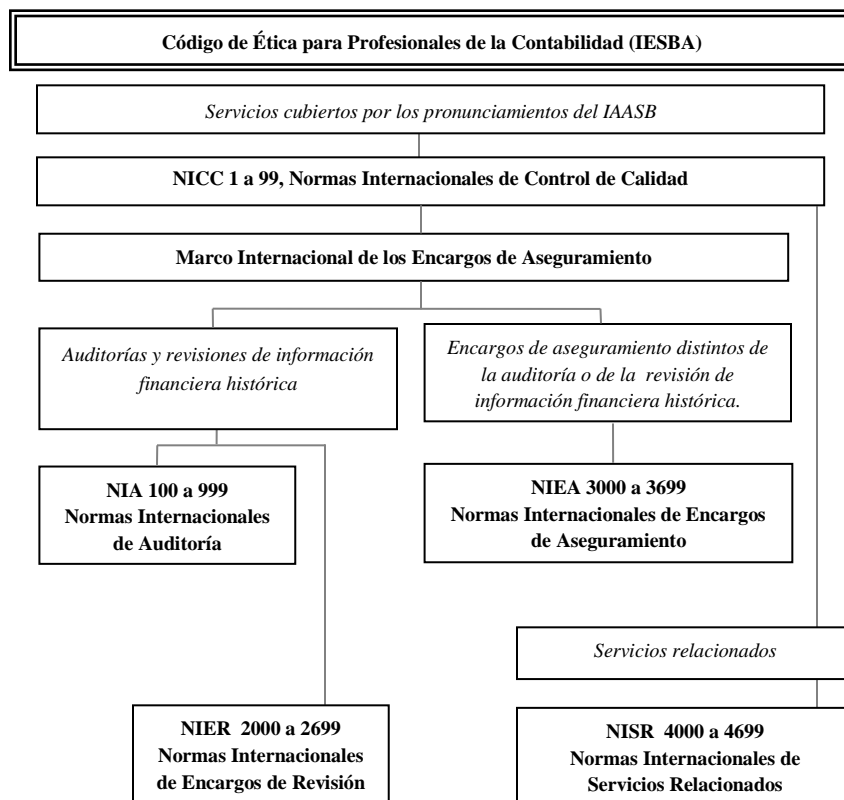 Código de Ética para Profesionales de la Contabilidad (IESBA)
Servicios cubiertos por los pronunciamientos del IAASB
NICC 1 a 99, Normas Internacionales de Control de Calidad
Marco Internacional de los Encargos de Aseguramiento
Auditorías y revisiones de información
financiera histórica
Encargos de aseguramiento distintos de
la auditoría o de la revisión de
información financiera histórica.
NIA 100 a 999
Normas Internacionales
de Auditoría
NIEA 3000 a 3699
Normas Internacionales de Encargos
de Aseguramiento
Servicios relacionados
NIER 2000 a 2699
Normas Internacionales
de Encargos de Revisión
NISR 4000 a 4699
Normas Internacionales de
Servicios Relacionados